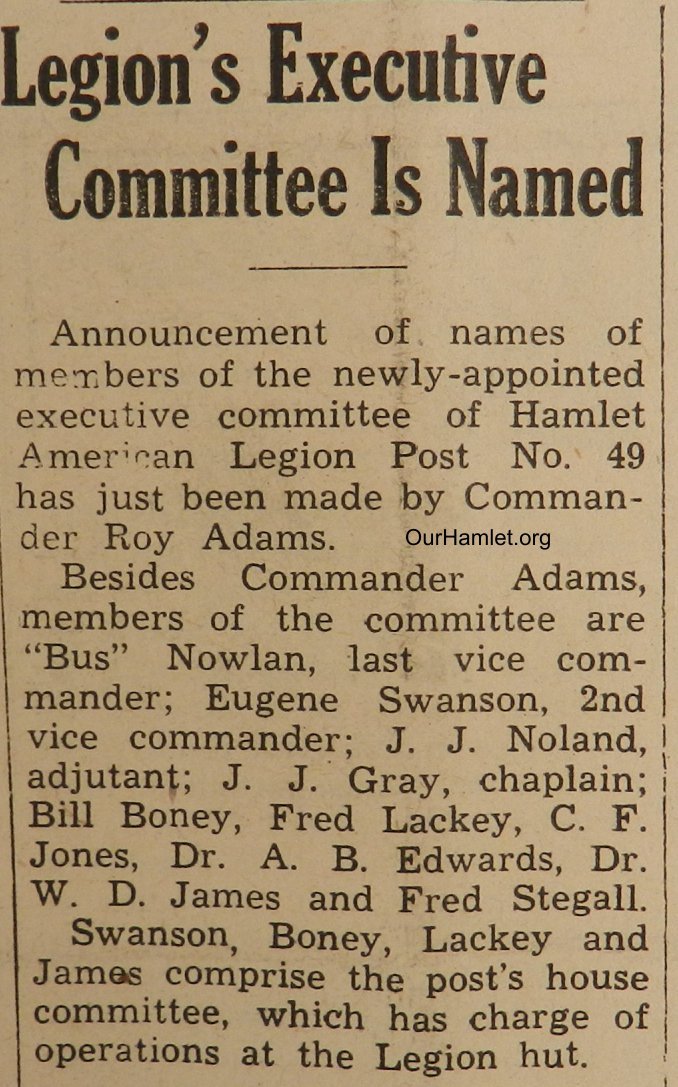 Legion's Executive
Committee Is Named
Announcement of names of
members of the newly-appointed
executive committee of Hamlet
American Legion Post No. 49
has just been made by Comman-
der Roy Adams. OurHamlet.org
Besides Commander Adams,
members of the committee are
“Bus” Nowlan, last vice com-
mander; Eugene Swanson, 2nd
vice commander; J. J. Noland,
adjutant; J. J. Gray, chaplain;
Bill Boney, Fred Lackey, C. F.
Jones, Dr. A. B. Edwards, Dr.
W. D. James and Fred Stegall.
Swanson, Boney, Lackey and
James comprise the post's house
committee, which has charge of
operations at the Legion hut.